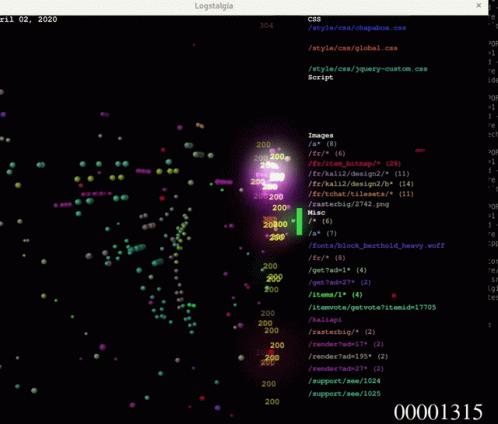 Logstalgia
ril 02, 2020
304
CSS
/style/css/chapabox.css
/style/css/global.css
/style/css/jquery-custom.css
Script
Images
/a* (8)
/fr/* (6)
/fr/item_bitmap/* (26)
/fr/kali2/design2/* (11)
/fr/kali2/design2/b* (14)
/fr/tchat/tilesets/* (11)
/rasterbig/2742.png
Misc
/* (6)
/a* (7)
/fonts/block_berthold_heavy.woff
/fr/* (8)
/get?ad=1* (4)
/get?ad=27* (2)
/items/1* (4)
/itemvote/getvote?itemid=17705
/kaliapi
/rasterbig/* (2)
/render?ad=17* (2)
/render?ad=195* (2)
/render?ad=27* (2)
/support/see/1024
/support/see/1025
200
200
200
200
200
200
200
200
200
200
200
200
200
00001315